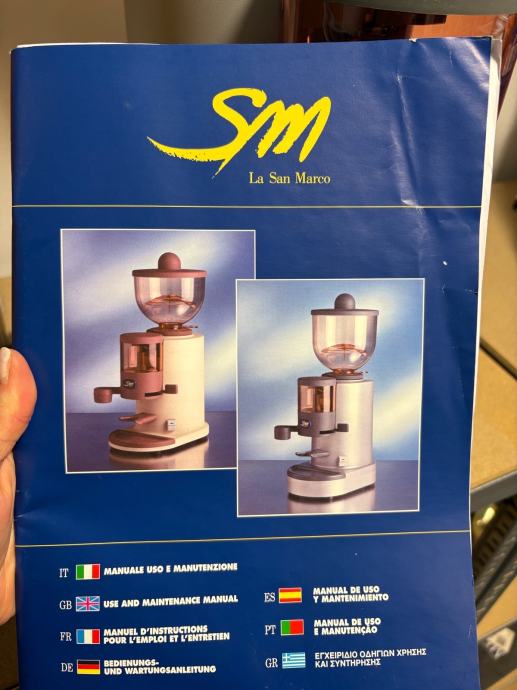 SM
La San Marco
IT MANUALE USO E MANUTENZIONE
GB USE AND MAINTENANCE MANUAL
FR MANUEL D'INSTRUCTIONS
POUR L'EMPLOI ET L'ENTRETIEN
DE BEDIENUNGS-
UND WARTUNGSANLEITUNG
ES MANUAL DE USO
Y MANTENIMIENTO
PT MANUAL DE USO
E MANUTENÇÃO
GR ΕΓΧΕΙΡΙΔΙΟ ΟΔΗΓΙΩΝ ΧΡΗΣΗΣ
ΚΑΙ ΣΥΝΤΗΡΗΣΗΣ